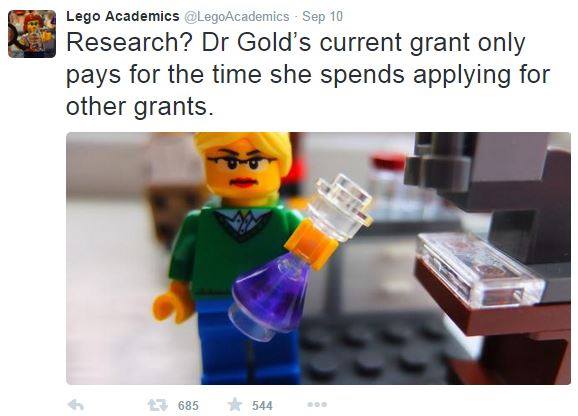 Lego Academics @LegoAcademics · Sep 10
Research? Dr Gold's current grant only
pays for the time she spends applying for
other grants.
685 544